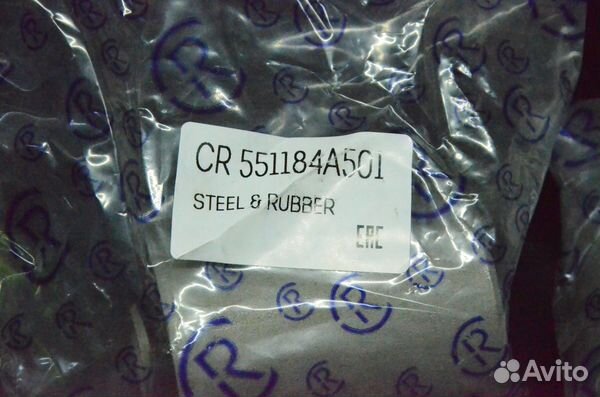 CR 551184A501
STEEL & RUBBER
EAC
Avito